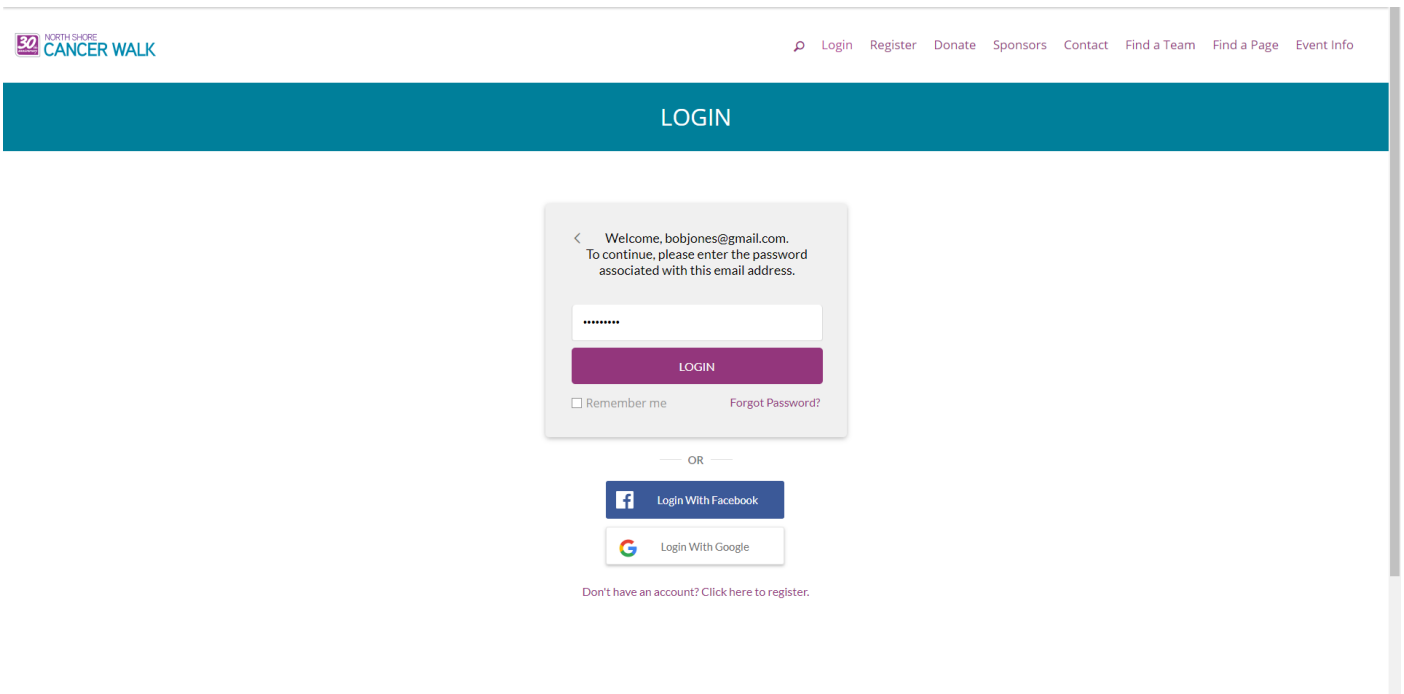 30
NORTH SHORE
CANCER WALK
Login Register Donate Sponsors Contact Find a Team Find a Page Event Info
LOGIN
Welcome, bobjones@gmail.com.
To continue, please enter the password
associated with this email address.
•••••••••
LOGIN
Remember me Forgot Password?
OR
Login With Facebook
Login With Google
Don't have an account? Click here to register.